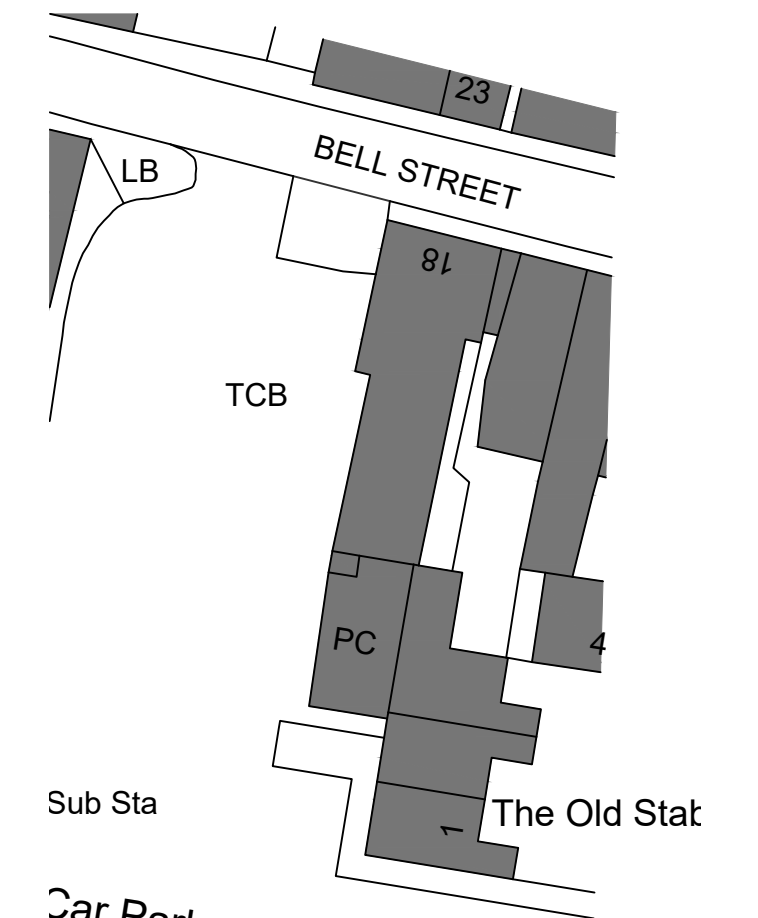 23
BELL STREET
LB
18
TCB
PC
4
Sub Sta
The Old Stab
1
Car Park